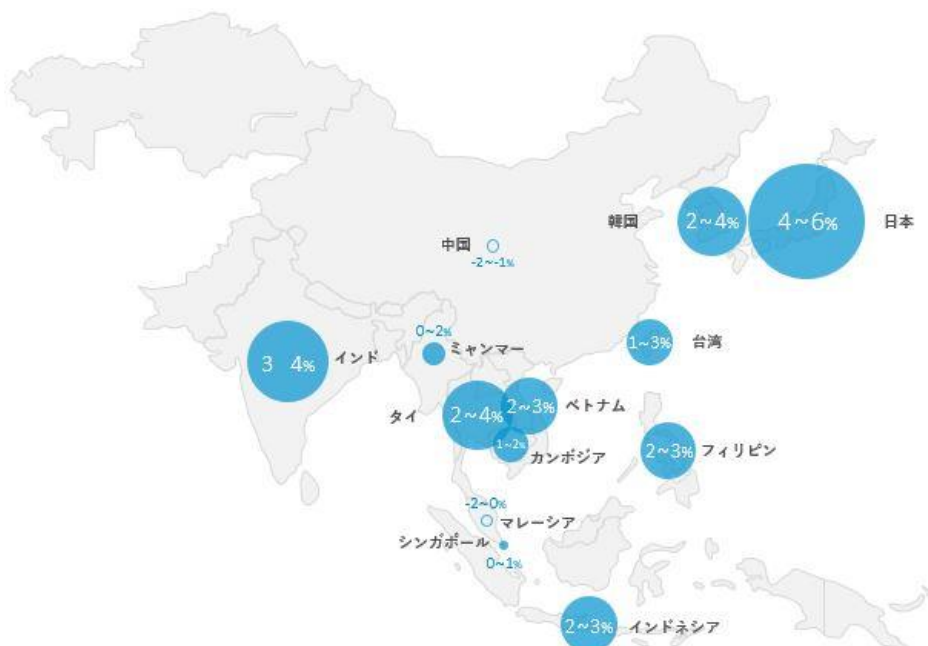 韓国
2~4%
4~6%
日本
中国
-2~-1%
0~2%
ミャンマー
1~3%
台湾
3 4%
インド
タイ
2~4%
2~3%
ベトナム
1~2%
カンボジア
2~3%
フィリピン
-2~0%
マレーシア
シンガポール
0~1%
2~3%
インドネシア